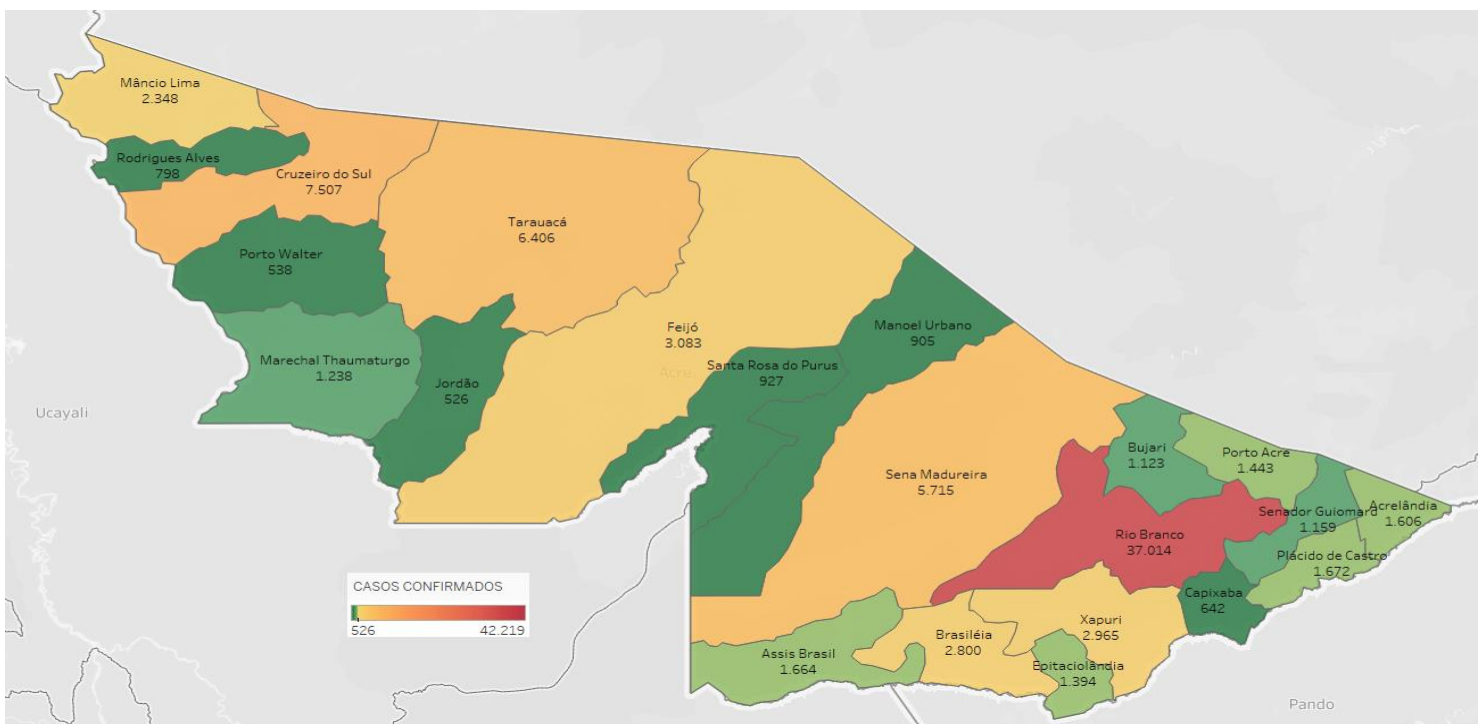 Mâncio Lima
2.348
Rodrigues Alves
798
Cruzeiro do Sul
7.507
Tarauacá
6.406
Porto Walter
538
Feijó
3.083
Acre
Manoel Urbano
905
Marechal Thaumaturgo
1.238
Santa Rosa do Purus
927
Jordão
526
Ucayali
Bujari
1.123
Porto Acre
1.443
Sena Madureira
5.715
Senador Guiomard
1.159
Acrelândia
1.606
Rio Branco
37.014
Plácido de Castro
1.672
CASOS CONFIRMADOS
526
42.219
Capixaba
642
Xapuri
2.965
Brasiléia
2.800
Assis Brasil
1.664
Epitaciolândia
1.394
Pando